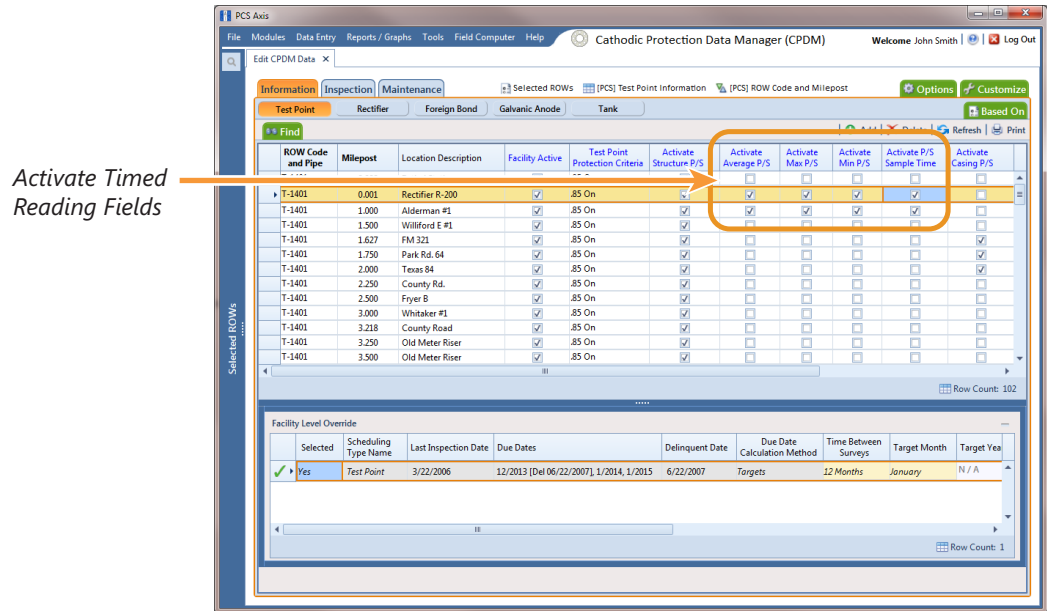 PCS Axis
File Modules Data Entry Reports / Graphs Tools Field Computer Help Cathodic Protection Data Manager (CPDM) Welcome John Smith Log Out
Edit CPDM Data ×
Information Inspection Maintenance Selected ROWs [PCS] Test Point Information [PCS] ROW Code and Milepost Options Customize
Test Point Rectifier Foreign Bond Galvanic Anode Tank Based On
Find Add Delete Refresh Print
ROW Code and Pipe Milepost Location Description Facility Active Test Point Protection Criteria Activate Structure P/S Activate Average P/S Activate Max P/S Activate Min P/S Activate P/S Sample Time Activate Casing P/S
Activate Timed
Reading Fields
T-1401 0.001 Rectifier R-200 .85 On
T-1401 1.000 Alderman #1 .85 On
T-1401 1.500 Williford E #1 .85 On
T-1401 1.627 FM 321 .85 On
T-1401 1.750 Park Rd. 64 .85 On
T-1401 2.000 Texas 84 .85 On
T-1401 2.250 County Rd. .85 On
T-1401 2.500 Fryer B .85 On
T-1401 3.000 Whitaker #1 .85 On
T-1401 3.218 County Road .85 On
T-1401 3.250 Old Meter Riser .85 On
T-1401 3.500 Old Meter Riser .85 On
Selected ROWs
Row Count: 102
Facility Level Override
Selected Scheduling Type Name Last Inspection Date Due Dates Delinquent Date Due Date Calculation Method Time Between Surveys Target Month Target Yea
Yes Test Point 3/22/2006 12/2013 [Del 06/22/2007], 1/2014, 1/2015 6/22/2007 Targets 12 Months January N / A
Row Count: 1